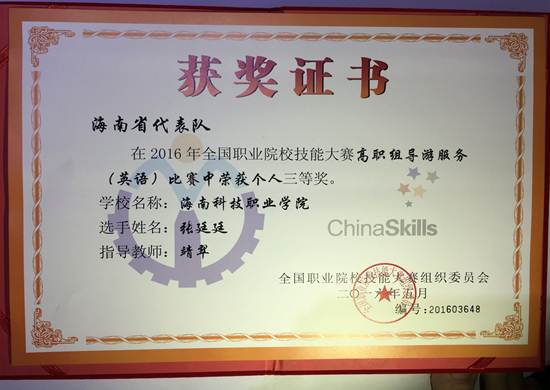 获奖证书
海南省代表队
在2016年全国职业院校技能大赛高职组导游服务
（英语）比赛中荣获个人三等奖。
学校名称：海南科技职业学院
选手姓名：张廷廷
指导教师：靖翠
ChinaSkills
全国职业院校技能大赛组织委员会
二〇一六年五月
编号:201603648